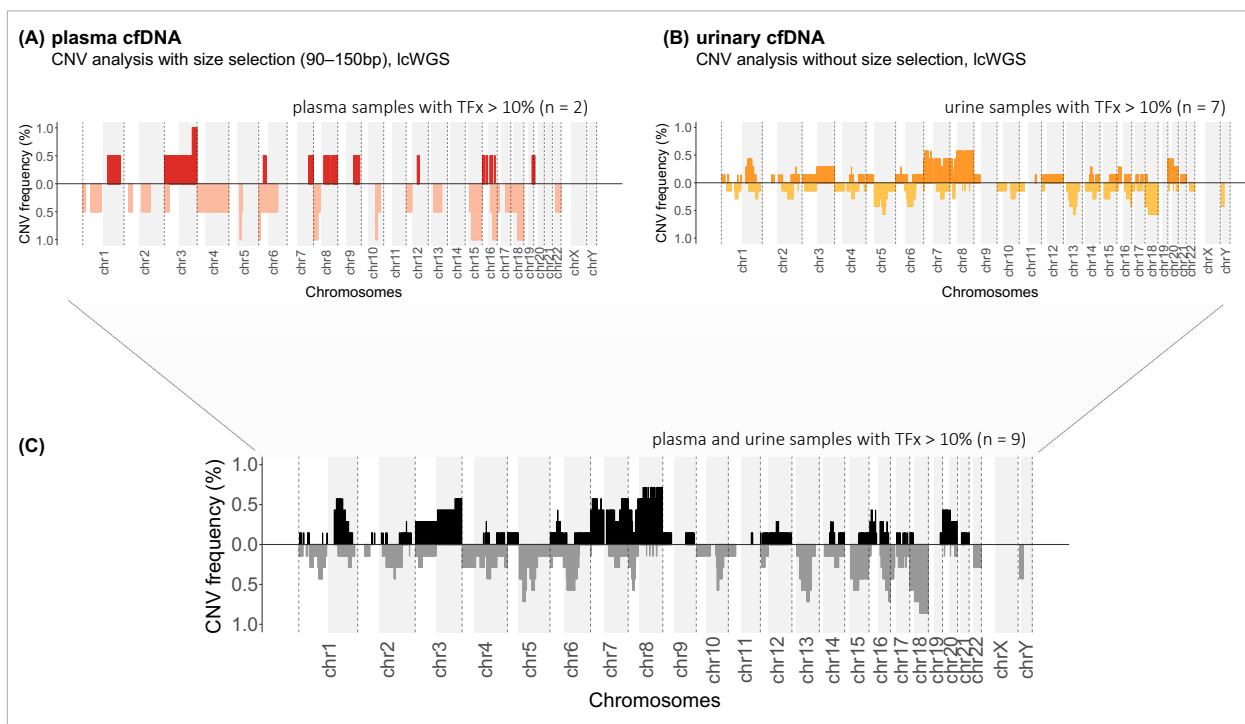 (A) plasma cfDNA
CNV analysis with size selection (90–150bp), lcWGS
plasma samples with TFx > 10% (n = 2)
CNV frequency (%)
1.0
0.5
0.0
0.5
1.0
chr1
chr2
chr3
chr4
chr5
chr6
chr7
chr8
chr9
chr10
chr11
chr12
chr13
chr14
chr15
chr16
chr17
chr18
chr19
chr20
chr21
chr22
chrX
chrY
Chromosomes
(B) urinary cfDNA
CNV analysis without size selection, lcWGS
urine samples with TFx > 10% (n = 7)
CNV frequency (%)
1.0
0.5
0.0
0.5
1.0
chr1
chr2
chr3
chr4
chr5
chr6
chr7
chr8
chr9
chr10
chr11
chr12
chr13
chr14
chr15
chr16
chr17
chr18
chr19
chr20
chr21
chr22
chrX
chrY
Chromosomes
(C)
plasma and urine samples with TFx > 10% (n = 9)
CNV frequency (%)
1.0
0.5
0.0
0.5
1.0
chr1
chr2
chr3
chr4
chr5
chr6
chr7
chr8
chr9
chr10
chr11
chr12
chr13
chr14
chr15
chr16
chr17
chr18
chr19
chr20
chr21
chr22
chrX
chrY
Chromosomes